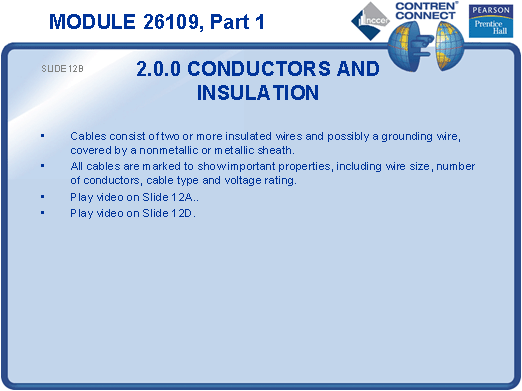 MODULE 26109, Part 1
nccer
CONTREN®
CONNECT
PEARSON
Prentice
Hall
SLIDE 12B
2.0.0 CONDUCTORS AND
INSULATION
• Cables consist of two or more insulated wires and possibly a grounding wire,
covered by a nonmetallic or metallic sheath.
• All cables are marked to show important properties, including wire size, number
of conductors, cable type and voltage rating.
• Play video on Slide 12A..
• Play video on Slide 12D.